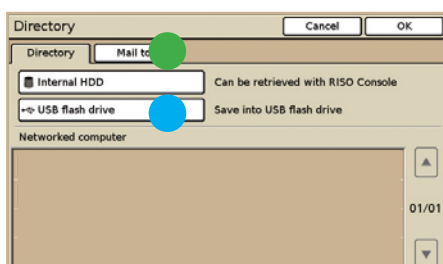 Directory Cancel OK
Directory Mail to
Internal HDD Can be retrieved with RISO Console
USB flash drive Save into USB flash drive
Networked computer
01/01